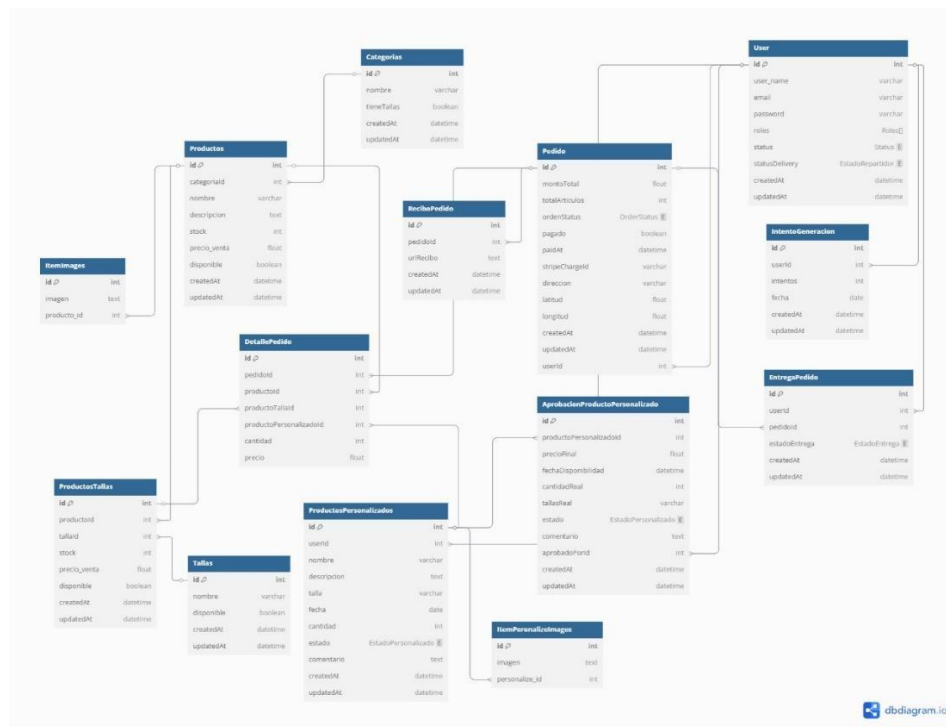 Categorias
id int
nombre varchar
tieneTallas boolean
createdAt datetime
updatedAt datetime
User
id int
user_name varchar
email varchar
password varchar
roles Roles[]
status Status E
statusDelivery EstadoRepartidor E
createdAt datetime
updatedAt datetime
Productos
id int
categoriaId int
nombre varchar
descripcion text
stock int
precio_venta float
disponible boolean
createdAt datetime
updatedAt datetime
Pedido
id int
montoTotal float
totalArticulos int
ordenStatus OrderStatus E
pagado boolean
paidAt datetime
stripeChargeId varchar
direccion varchar
latitud float
longitud float
createdAt datetime
updatedAt datetime
userId int
ReciboPedido
id int
pedidoId int
urlRecibo text
createdAt datetime
updatedAt datetime
IntentoGeneracion
id int
userId int
intentos int
fecha date
createdAt datetime
updatedAt datetime
ItemImages
id int
imagen text
producto_id int
DetallePedido
id int
pedidoId int
productoId int
productoTallaId int
productoPersonalizadoId int
cantidad int
precio float
EntregaPedido
id int
userId int
pedidoId int
estadoEntrega EstadoEntrega E
createdAt datetime
updatedAt datetime
AprobacionProductoPersonalizado
id int
productoPersonalizadoId int
precioFinal float
fechaDisponibilidad datetime
cantidadReal int
tallasReal varchar
estado EstadoPersonalizado E
comentario text
aprobadoPorId int
createdAt datetime
updatedAt datetime
ProductosTallas
id int
productoId int
tallaId int
stock int
precio_venta float
disponible boolean
createdAt datetime
updatedAt datetime
ProductosPersonalizados
id int
userId int
nombre varchar
descripcion text
talla varchar
fecha date
cantidad int
estado EstadoPersonalizado E
comentario text
createdAt datetime
updatedAt datetime
Tallas
id int
nombre varchar
disponible boolean
createdAt datetime
updatedAt datetime
ItemPersonalizeImages
id int
imagen text
personalize_id int
dbdiagram.io